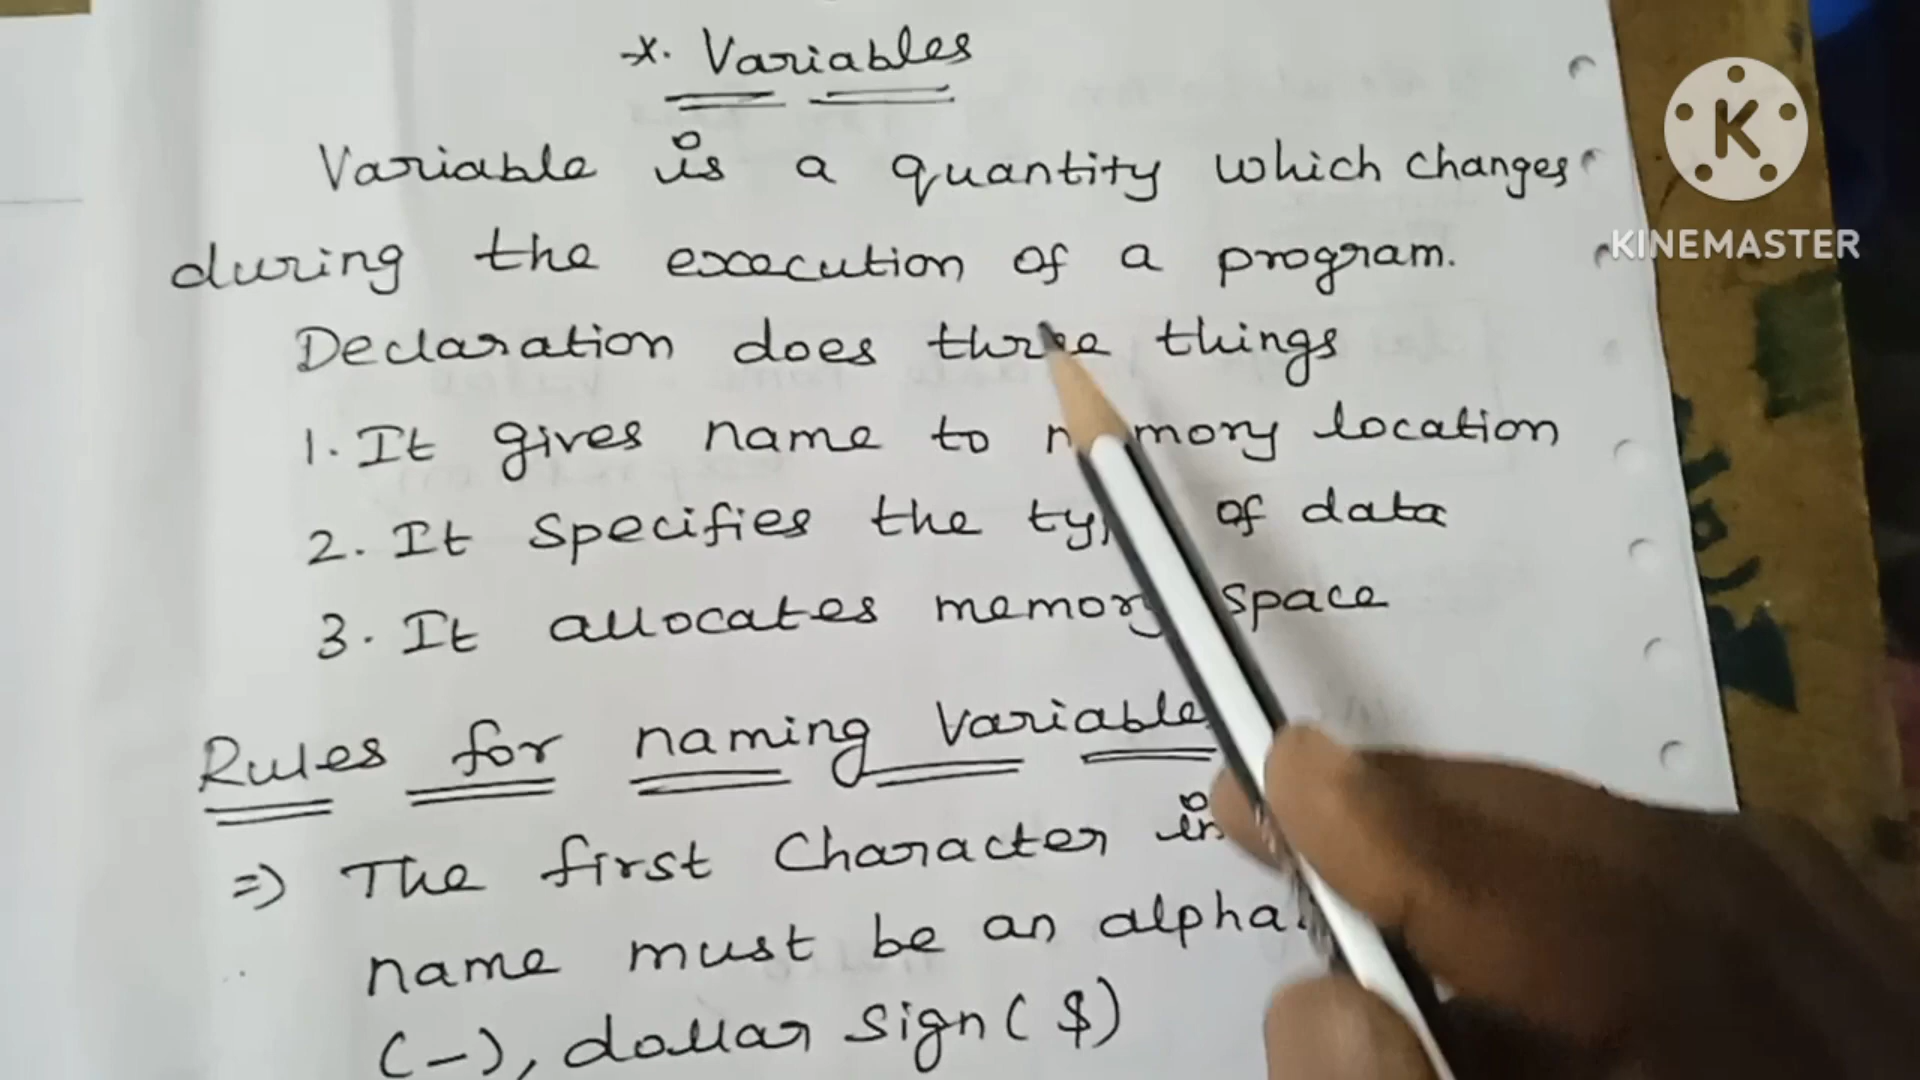 * Variables
Variable is a quantity which changes
during the execution of a program.
Declaration does three things
1. It gives name to memory location
2. It specifies the type of data
3. It allocates memory space
Rules for naming Variable
=) The first Character in
name must be an
(-), dollar sign ($)
K
KINEMASTER